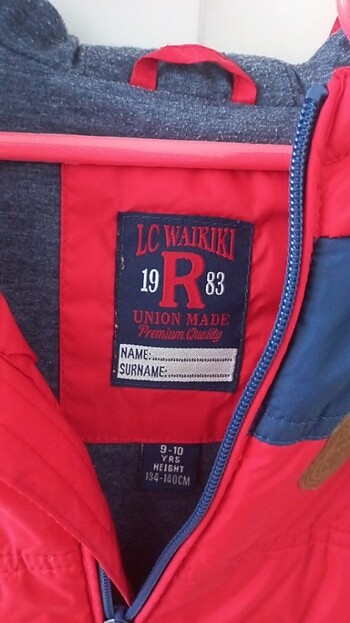 LC WAIKIKI
19 R 83
UNION MADE
Premium Quality
NAME:
SURNAME:
9-10
YRS
HEIGHT
134-140CM